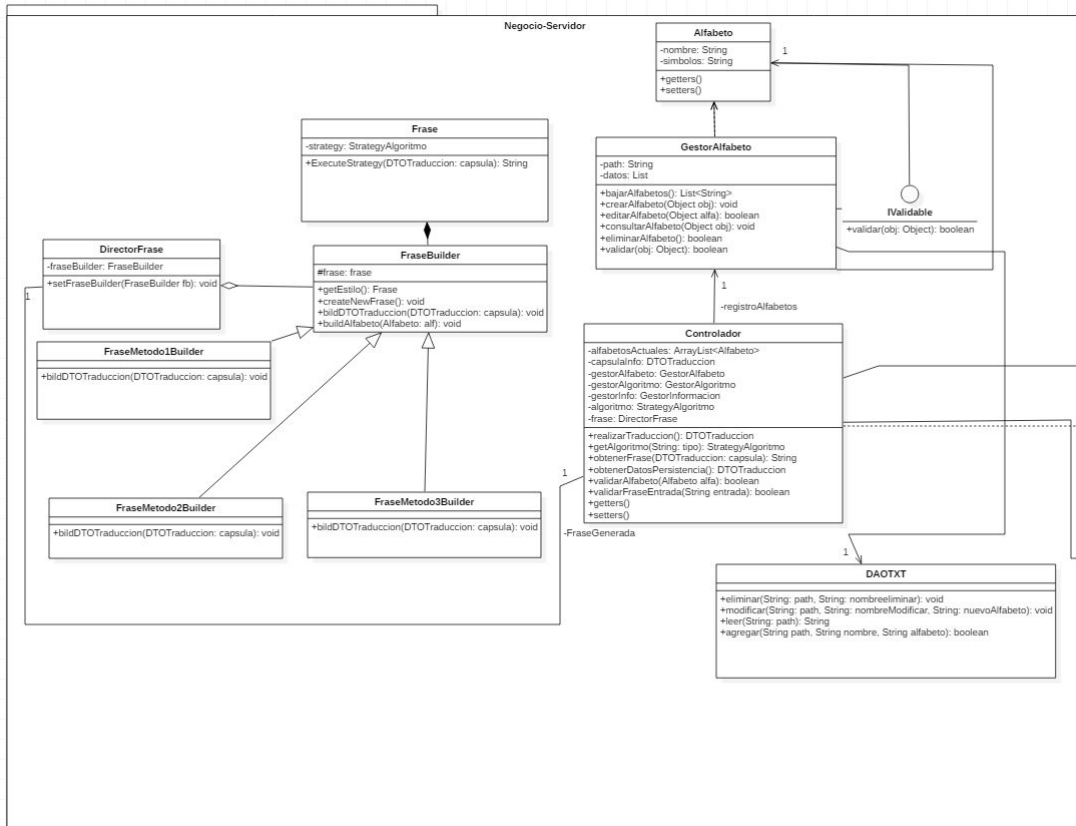 Negocio-Servidor
Alfabeto
-nombre: String
-simbolos: String
+getters()
+setters()
1
Frase
-strategy: StrategyAlgoritmo
+ExecuteStrategy(DTOTraduccion: capsula): String
GestorAlfabeto
-path: String
-datos: List
+bajarAlfabetos(): List<String>
+crearAlfabeto(Object obj): void
+editarAlfabeto(Object alfa): boolean
+consultarAlfabeto(Object obj): void
+eliminarAlfabeto(): boolean
+validar(obj: Object): boolean
IValidable
+validar(obj: Object): boolean
DirectorFrase
-fraseBuilder: FraseBuilder
+setFraseBuilder(FraseBuilder fb): void
1
FraseBuilder
#frase: frase
+getEstilo(): Frase
+createNewFrase(): void
+bildDTOTraduccion(DTOTraduccion: capsula): void
+buildAlfabeto(Alfabeto: alf): void
1
-registroAlfabetos
FraseMetodo1Builder
+bildDTOTraduccion(DTOTraduccion: capsula): void
Controlador
-alfabetosActuales: ArrayList<Alfabeto>
-capsulaInfo: DTOTraduccion
-gestorAlfabeto: GestorAlfabeto
-gestorAlgoritmo: GestorAlgoritmo
-gestorInfo: GestorInformacion
-algoritmo: StrategyAlgoritmo
-frase: DirectorFrase
+realizarTraduccion(): DTOTraduccion
+getAlgoritmo(String: tipo): StrategyAlgoritmo
+obtenerFrase(DTOTraduccion: capsula): String
+obtenerDatosPersistencia(): DTOTraduccion
+validarAlfabeto(Alfabeto alfa): boolean
+validarFraseEntrada(String entrada): boolean
+getters()
+setters()
1
-FraseGenerada
FraseMetodo2Builder
+bildDTOTraduccion(DTOTraduccion: capsula): void
FraseMetodo3Builder
+bildDTOTraduccion(DTOTraduccion: capsula): void
1
DAOTXT
+eliminar(String: path, String: nombreeliminar): void
+modificar(String: path, String: nombreModificar, String: nuevoAlfabeto): void
+leer(String: path): String
+agregar(String path, String nombre, String alfabeto): boolean